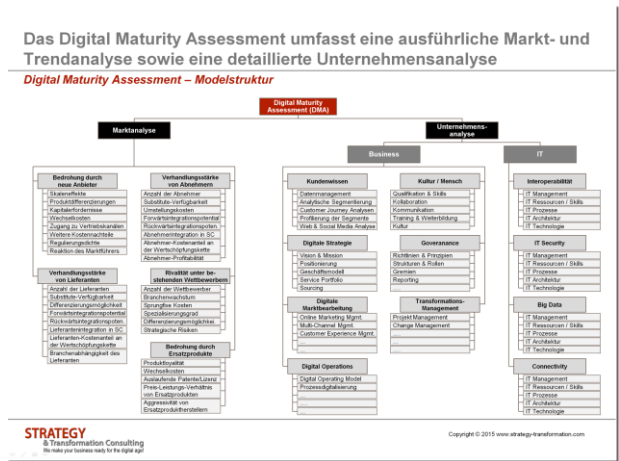 Das Digital Maturity Assessment umfasst eine ausführliche Markt- und
Trendanalyse sowie eine detaillierte Unternehmensanalyse
Digital Maturity Assessment – Modelstruktur
Digital Maturity
Assessment (DMA)
Marktanalyse
Unternehmens-
analyse
Business
IT
Bedrohung durch
neue Anbieter
Skaleneffekte
Produktdifferenzierungen
Kapitalerfordernisse
Wechselkosten
Zugang zu Vertriebskanälen
Weitere Kostennachteile
Regulierungsdichte
Reaktion des Marktführers
Verhandlungsstärke
von Lieferanten
Anzahl der Lieferanten
Substitute-Verfügbarkeit
Differenzierungsmöglichkeit
Forwärtsintegrationspotential
Rückwärtsintegrationspoten.
Lieferantenintegration in SC
Lieferanten-Kostenanteil an
der Wertschöpfungskette
Branchenabhängigkeit des
Lieferanten
Verhandlungsstärke
von Abnehmern
Anzahl der Abnehmer
Substitute-Verfügbarkeit
Umstellungskosten
Forwärtsintegrationspotential
Rückwärtsintegrationspoten.
Abnehmerintegration in SC
Abnehmer-Kostenanteil an
der Wertschöpfungskette
Abnehmer-Profitabilität
Rivalität unter be-
stehenden Wettbewerbern
Anzahl der Wettbewerber
Branchenwachstum
Sprungfixe Kosten
Spezialisierungsgrad
Differenzierungsmöglichkei
Strategische Risiken
Bedrohung durch
Ersatzprodukte
Produktloyalität
Wechselkosten
Auslaufende Patente/Lizenz
Preis-Leistungs-Verhältnis
von Ersatzprodukten
Aggressivität von
Ersatzproduktherstellern
Kundenwissen
Datenmanagement
Analytische Segmentierung
Customer Journey Analysen
Profilierung der Segmente
Web & Social Media Analyse
Digitale Strategie
Vision & Mission
Positionierung
Geschäftsmodell
Service Portfolio
Sourcing
Digitale
Marktbearbeitung
Online Marketing Mgmt.
Multi-Channel Mgmt.
Customer Experience Mgmt.
...
...
Digital Operations
Digital Operating Model
Prozessdigitalisierung
...
...
Kultur / Mensch
Qualifikation & Skills
Kollaboration
Kommunikation
Training & Weiterbildung
Kultur
Goveranance
Richtlinien & Prinzipien
Strukturen & Rollen
Gremien
Reporting
Transformations-
Management
Projekt Management
Change Management
...
...
Interoperabilität
IT Management
IT Ressourcen / Skills
IT Prozesse
IT Architektur
IT Technologie
IT Security
IT Management
IT Ressourcen / Skills
IT Prozesse
IT Architektur
IT Technologie
Big Data
IT Management
IT Ressourcen / Skills
IT Prozesse
IT Architektur
IT Technologie
Connectivity
IT Management
IT Ressourcen / Skills
IT Prozesse
IT Architektur
IT Technologie
STRATEGY
& Transformation Consulting
We make your business ready for the digital age!
Copyright © 2015 www.strategy-transformation.com